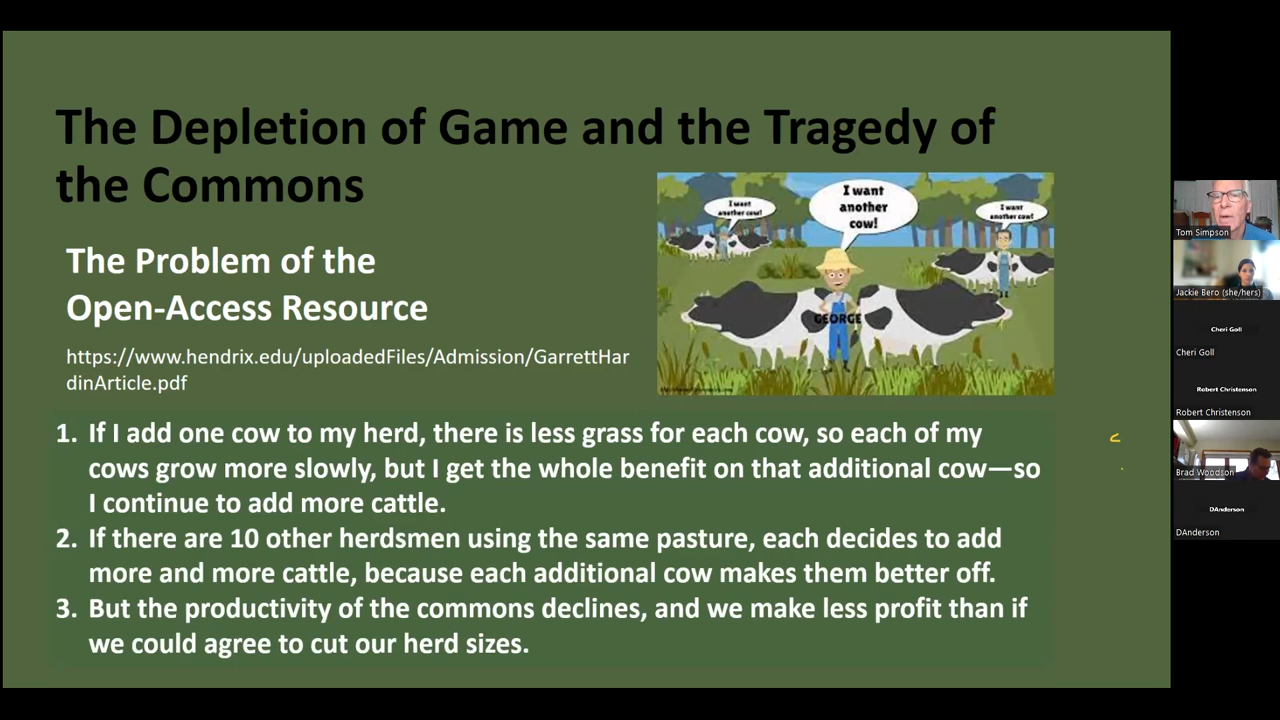 The Depletion of Game and the Tragedy of
the Commons
The Problem of the
Open-Access Resource
https://www.hendrix.edu/uploadedFiles/Admission/GarrettHar
dinArticle.pdf
I want
another cow!
I want
another
cow!
I want
another cow!
GEORGE
1. If I add one cow to my herd, there is less grass for each cow, so each of my
cows grow more slowly, but I get the whole benefit on that additional cow—so
I continue to add more cattle.
2. If there are 10 other herdsmen using the same pasture, each decides to add
more and more cattle, because each additional cow makes them better off.
3. But the productivity of the commons declines, and we make less profit than if
we could agree to cut our herd sizes.
Tom Simpson
Jackie Bero (she/hers)
Cheri Goll
Cheri Goll
Robert Christenson
Robert Christenson
Brad Woodson
DAnderson
DAnderson